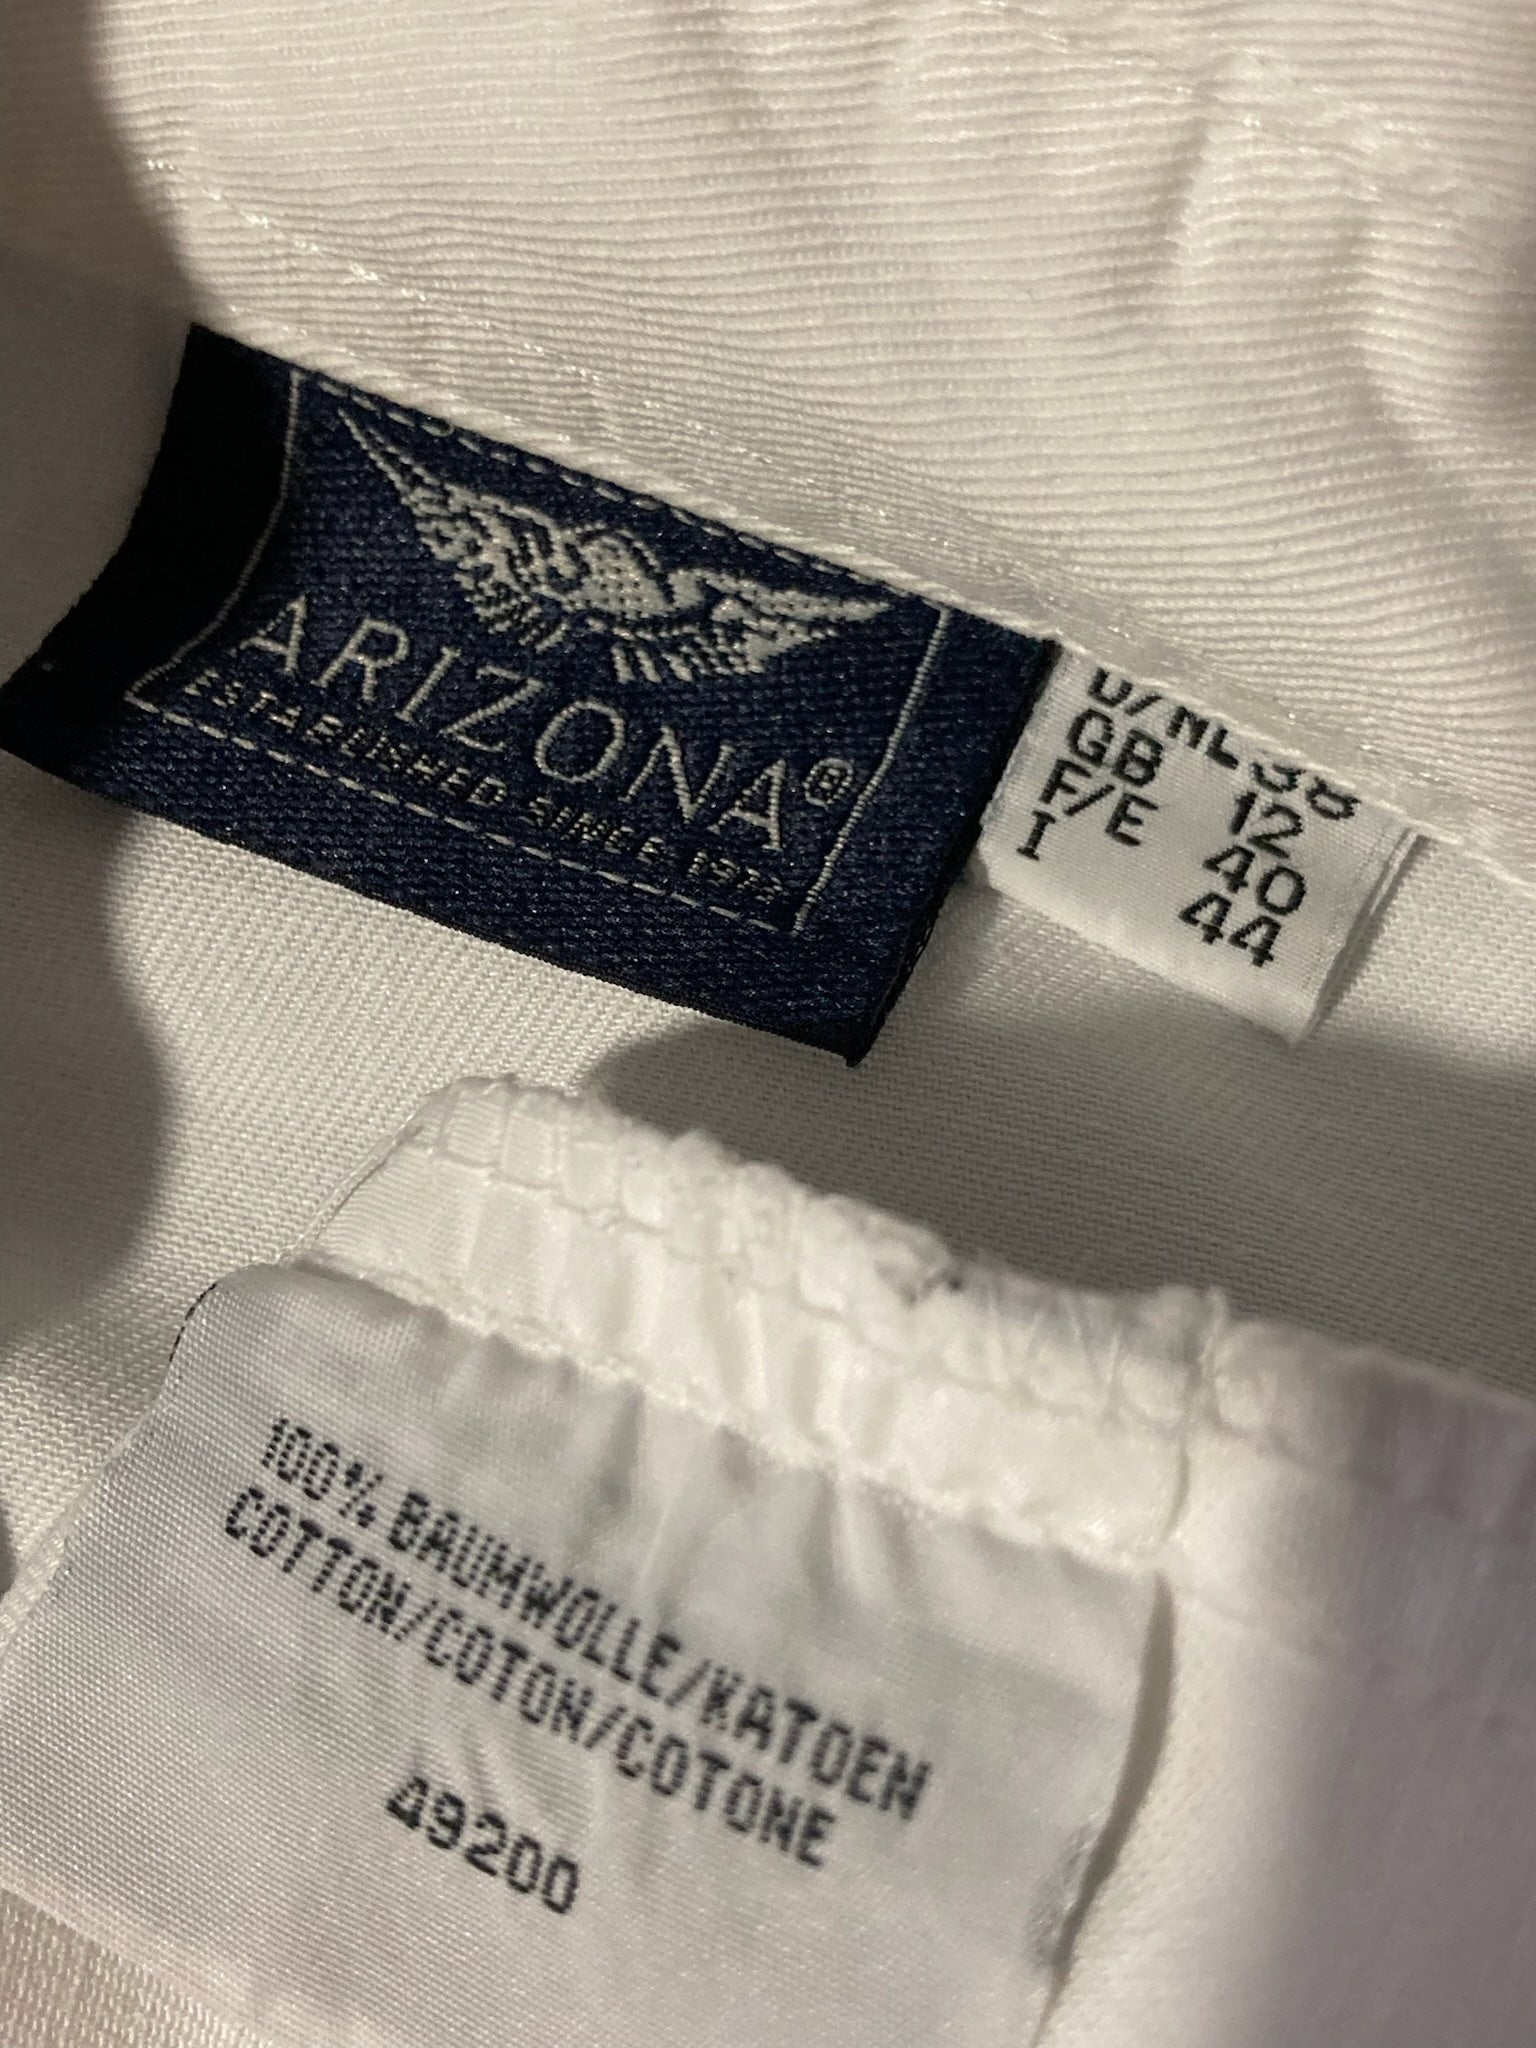 ARIZONA®
ESTABLISHED SINCE 1973
D/NL 38
GB 12
F/E 40
I 44
100% BAUMWOLLE/KATOEN
COTTON/COTON/COTONE
49200